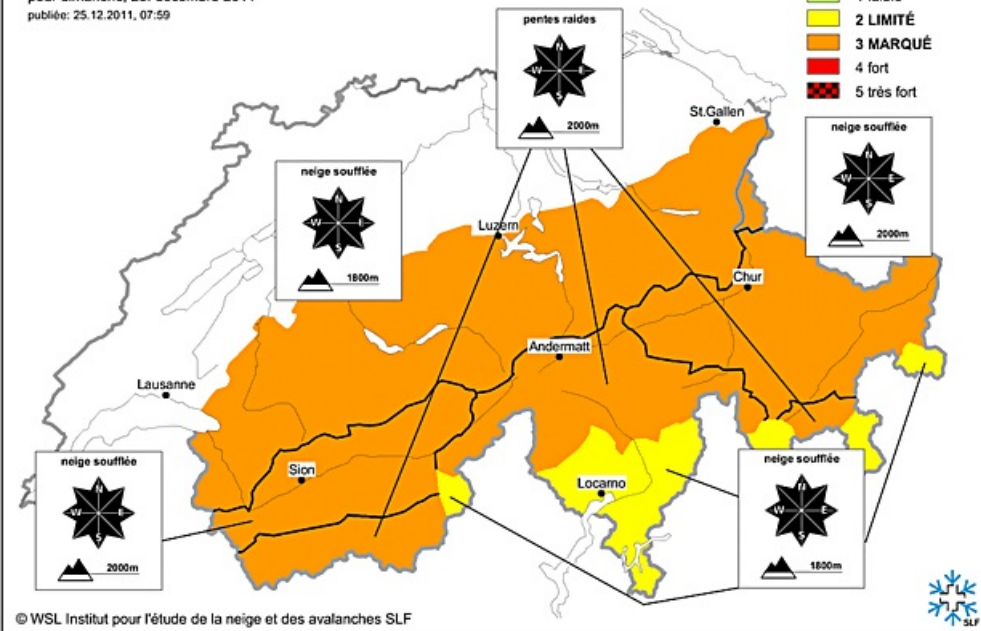 publiée: 25.12.2011, 07:59
2 LIMITÉ
3 MARQUÉ
4 fort
5 très fort
pentes raides
N
W E
S
2000m
St.Gallen
neige soufflée
N
W E
S
2000m
neige soufflée
N
W E
S
1800m
Luzern
Chur
Andermatt
Lausanne
Sion
Locarno
neige soufflée
N
W E
S
2000m
neige soufflée
N
W E
S
1800m
© WSL Institut pour l'étude de la neige et des avalanches SLF
SLF